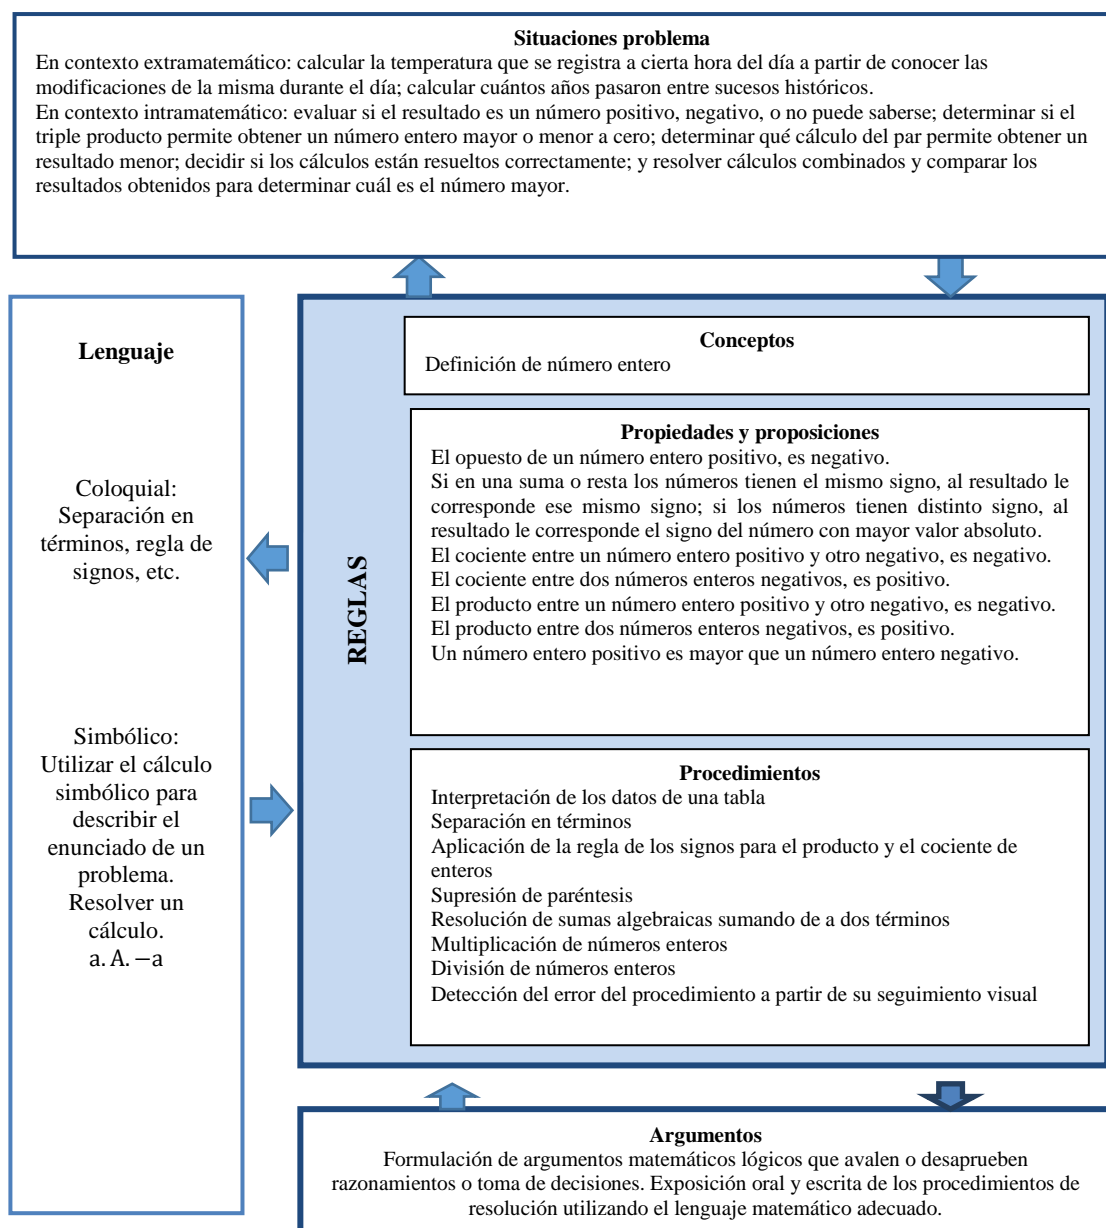 Situaciones problema
En contexto extramatemático: calcular la temperatura que se registra a cierta hora del día a partir de conocer las
modificaciones de la misma durante el día; calcular cuántos años pasaron entre sucesos históricos.
En contexto intramatemático: evaluar si el resultado es un número positivo, negativo, o no puede saberse; determinar si el
triple producto permite obtener un número entero mayor o menor a cero; determinar qué cálculo del par permite obtener un
resultado menor; decidir si los cálculos están resueltos correctamente; y resolver cálculos combinados y comparar los
resultados obtenidos para determinar cuál es el número mayor.
Lenguaje
Coloquial:
Separación en
términos, regla de
signos, etc.
Simbólico:
Utilizar el cálculo
simbólico para
describir el
enunciado de un
problema.
Resolver un
cálculo.
a. A. −a
REGLAS
Conceptos
Definición de número entero
Propiedades y proposiciones
El opuesto de un número entero positivo, es negativo.
Si en una suma o resta los números tienen el mismo signo, al resultado le
corresponde ese mismo signo; si los números tienen distinto signo, al
resultado le corresponde el signo del número con mayor valor absoluto.
El cociente entre un número entero positivo y otro negativo, es negativo.
El cociente entre dos números enteros negativos, es positivo.
El producto entre un número entero positivo y otro negativo, es negativo.
El producto entre dos números enteros negativos, es positivo.
Un número entero positivo es mayor que un número entero negativo.
Procedimientos
Interpretación de los datos de una tabla
Separación en términos
Aplicación de la regla de los signos para el producto y el cociente de
enteros
Supresión de paréntesis
Resolución de sumas algebraicas sumando de a dos términos
Multiplicación de números enteros
División de números enteros
Detección del error del procedimiento a partir de su seguimiento visual
Argumentos
Formulación de argumentos matemáticos lógicos que avalen o desaprueben
razonamientos o toma de decisiones. Exposición oral y escrita de los procedimientos de
resolución utilizando el lenguaje matemático adecuado.